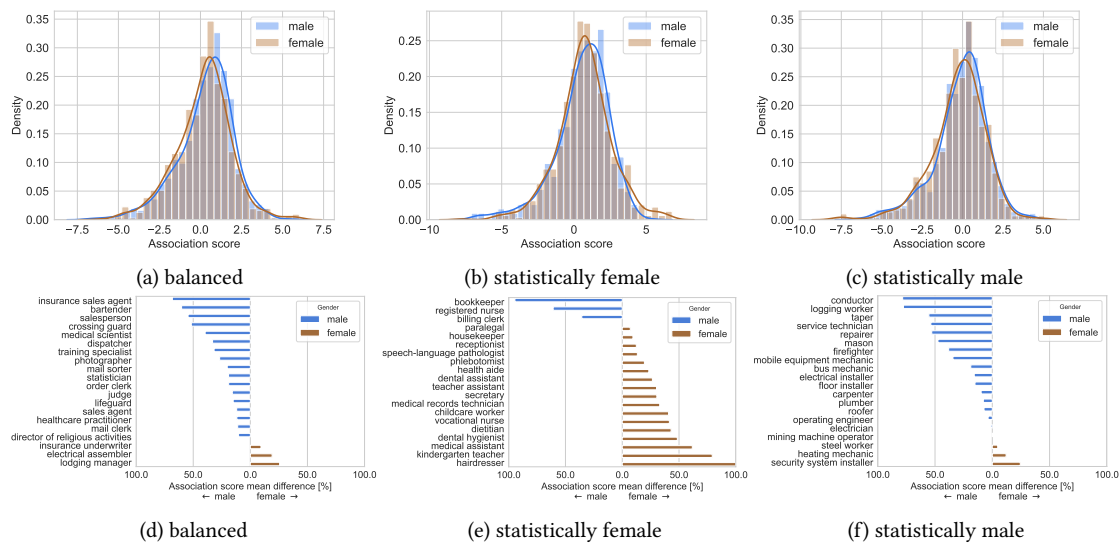 0.35
0.30
0.25
0.20
0.15
0.10
0.05
0.00
Density
male
female
−7.5 −5.0 −2.5 0.0 2.5 5.0 7.5
Association score
(a) balanced
0.25
0.20
0.15
0.10
0.05
0.00
Density
male
female
−10 −5 0 5
Association score
(b) statistically female
0.35
0.30
0.25
0.20
0.15
0.10
0.05
0.00
Density
male
female
−10.0 −7.5 −5.0 −2.5 0.0 2.5 5.0
Association score
(c) statistically male
insurance sales agent
bartender
salesperson
crossing guard
medical scientist
dispatcher
training specialist
photographer
mail sorter
statistician
order clerk
judge
lifeguard
sales agent
healthcare practitioner
mail clerk
director of religious activities
insurance underwriter
electrical assembler
lodging manager
Gender
male
female
100.0 50.0 0.0 50.0 100.0
Association score mean difference [%]
← male female →
(d) balanced
bookkeeper
registered nurse
billing clerk
paralegal
housekeeper
receptionist
speech-language pathologist
phlebotomist
health aide
dental assistant
teacher assistant
secretary
medical records technician
childcare worker
vocational nurse
dietitian
dental hygienist
medical assistant
kindergarten teacher
hairdresser
Gender
male
female
100.0 50.0 0.0 50.0 100.0
Association score mean difference [%]
← male female →
(e) statistically female
conductor
logging worker
taper
service technician
repairer
mason
firefighter
mobile equipment mechanic
bus mechanic
electrical installer
floor installer
carpenter
plumber
roofer
operating engineer
electrician
mining machine operator
steel worker
heating mechanic
security system installer
Gender
male
female
100.0 50.0 0.0 50.0 100.0
Association score mean difference [%]
← male female →
(f) statistically male